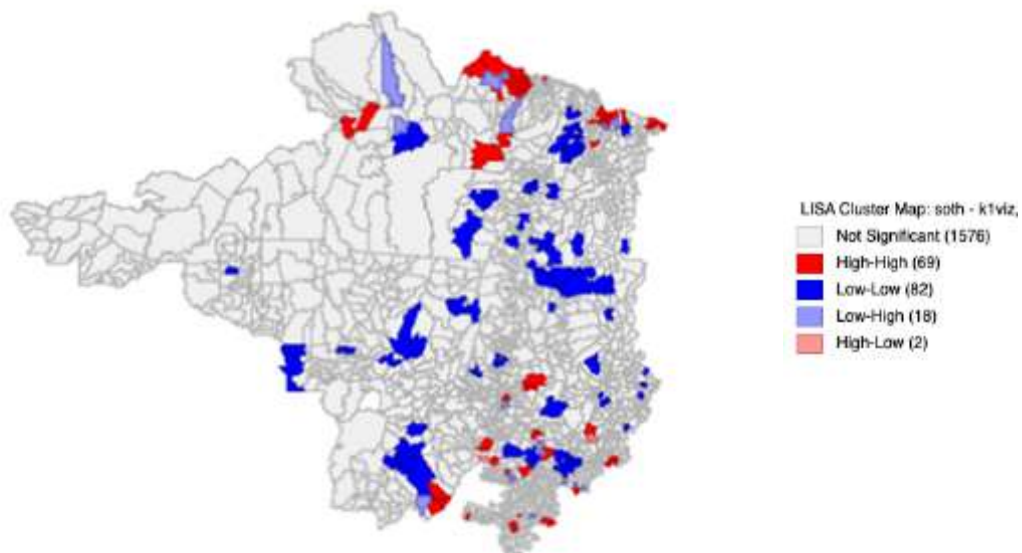 LISA Cluster Map: soth - k1viz,
Not Significant (1576)
High-High (69)
Low-Low (82)
Low-High (18)
High-Low (2)